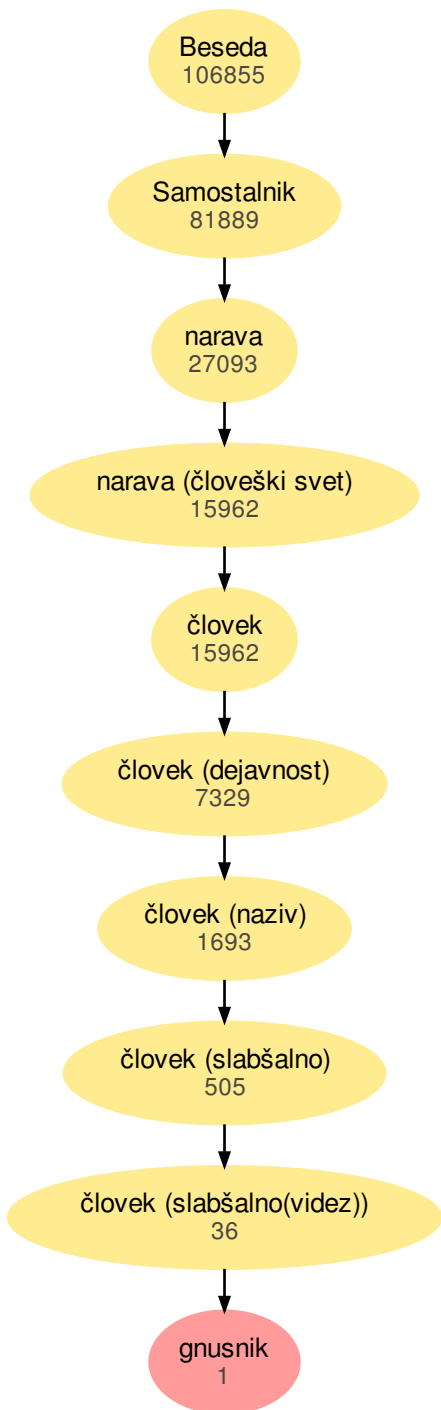 Beseda
106855
Samostalnik
81889
narava
27093
narava (človeški svet)
15962
človek
15962
človek (dejavnost)
7329
človek (naziv)
1693
človek (slabšalno)
505
človek (slabšalno(videz))
36
gnusnik
1